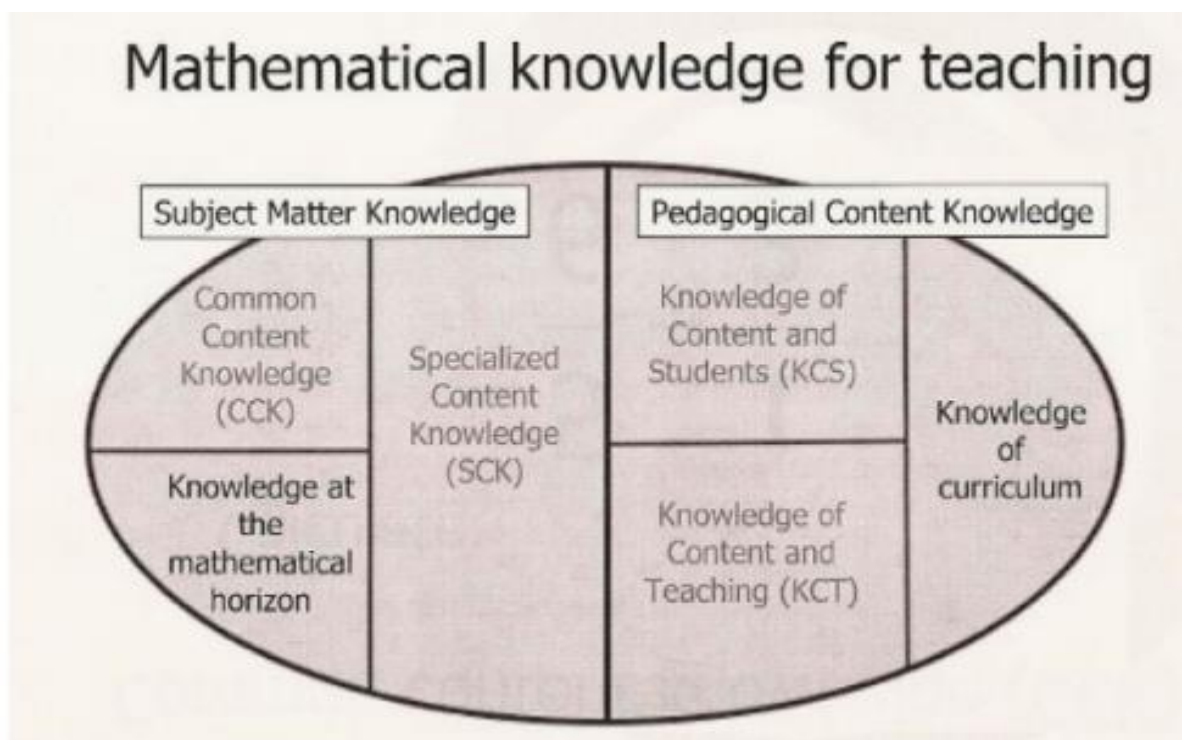 Mathematical knowledge for teaching
Subject Matter Knowledge
Pedagogical Content Knowledge
Common
Content
Knowledge
(CCK)
Knowledge at
the
mathematical
horizon
Specialized
Content
Knowledge
(SCK)
Knowledge of
Content and
Students (KCS)
Knowledge of
Content and
Teaching (KCT)
Knowledge
of
curriculum